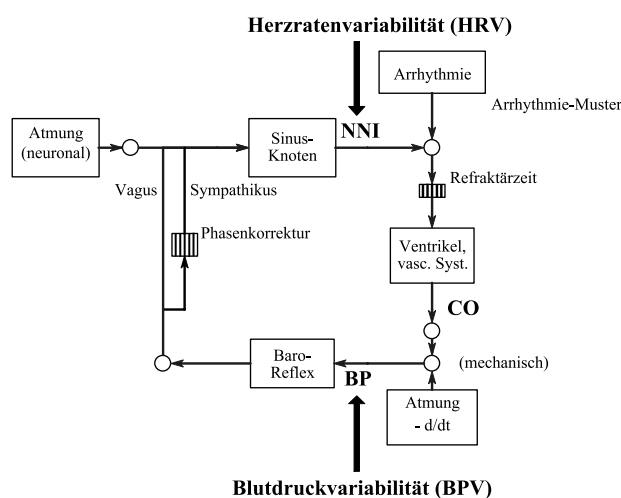 Herzratenvariabilität (HRV)
Arrhythmie
Arrhythmie-Muster
Atmung
(neuronal)
Sinus-
Knoten
NNI
Vagus
Sympathikus
Refraktärzeit
Phasenkorrektur
Ventrikel,
vasc. Syst.
CO
Baro-
Reflex
BP
(mechanisch)
Atmung
- d/dt
Blutdruckvariabilität (BPV)